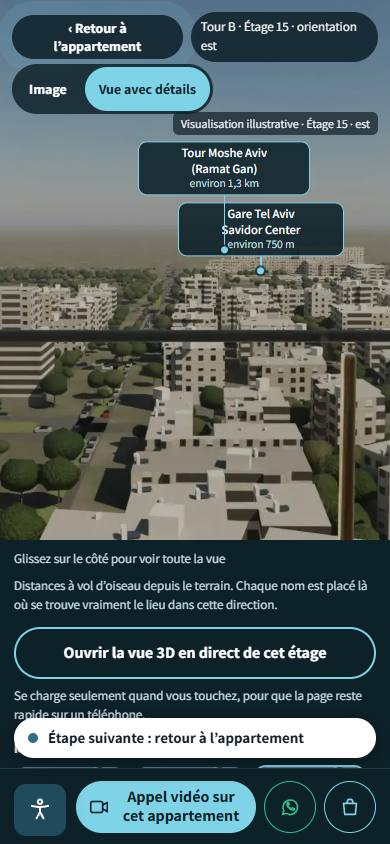 ‹ Retour à
l’appartement
Tour B · Étage 15 · orientation
est
Image
Vue avec détails
Visualisation illustrative · Étage 15 · est
Tour Moshe Aviv
(Ramat Gan)
environ 1,3 km
Gare Tel Aviv
Savidor Center
environ 750 m
Glissez sur le côté pour voir toute la vue
Distances à vol d’oiseau depuis le terrain. Chaque nom est placé là
où se trouve vraiment le lieu dans cette direction.
Ouvrir la vue 3D en direct de cet étage
Se charge seulement quand vous touchez, pour que la page reste
rapide sur un téléphone.
Étape suivante : retour à l’appartement
Appel vidéo sur
cet appartement